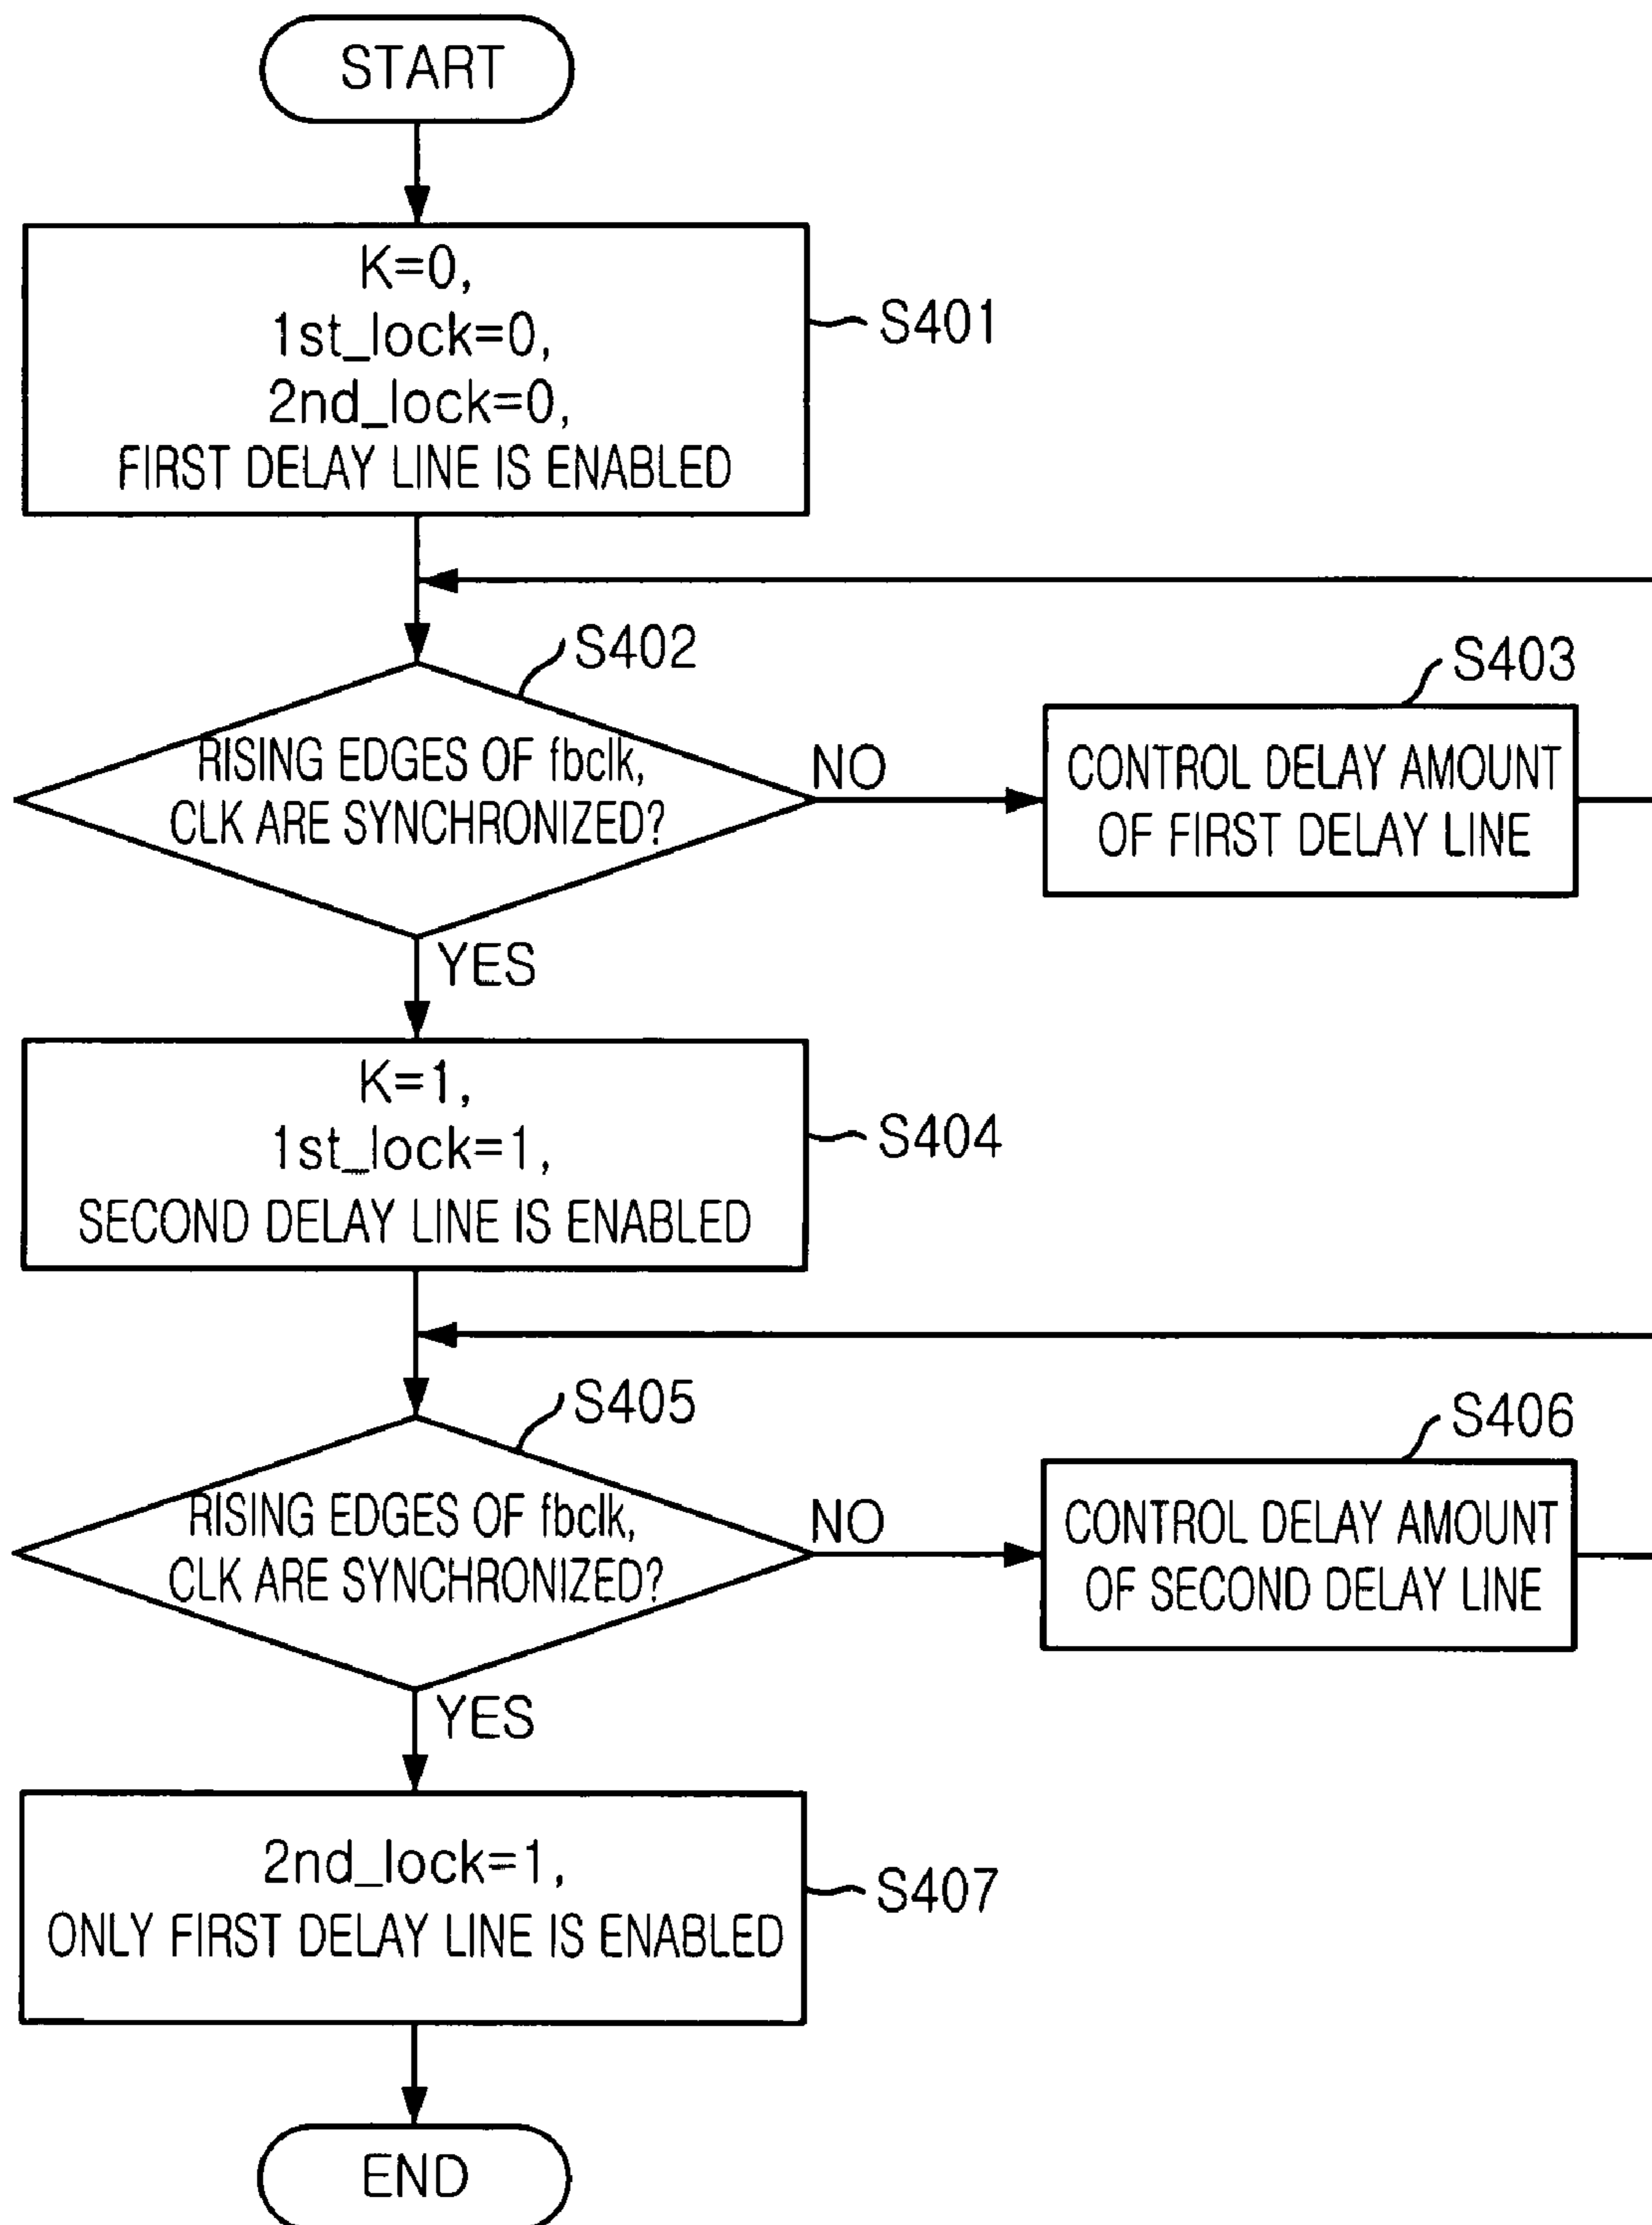 START
K=0,
1st_lock=0,
2nd_lock=0,
FIRST DELAY LINE IS ENABLED
S401
S402
RISING EDGES OF fbclk,
CLK ARE SYNCHRONIZED?
NO
S403
CONTROL DELAY AMOUNT
OF FIRST DELAY LINE
YES
K=1,
1st_lock=1,
SECOND DELAY LINE IS ENABLED
S404
S405
RISING EDGES OF fbclk,
CLK ARE SYNCHRONIZED?
NO
S406
CONTROL DELAY AMOUNT
OF SECOND DELAY LINE
YES
2nd_lock=1,
ONLY FIRST DELAY LINE IS ENABLED
S407
END